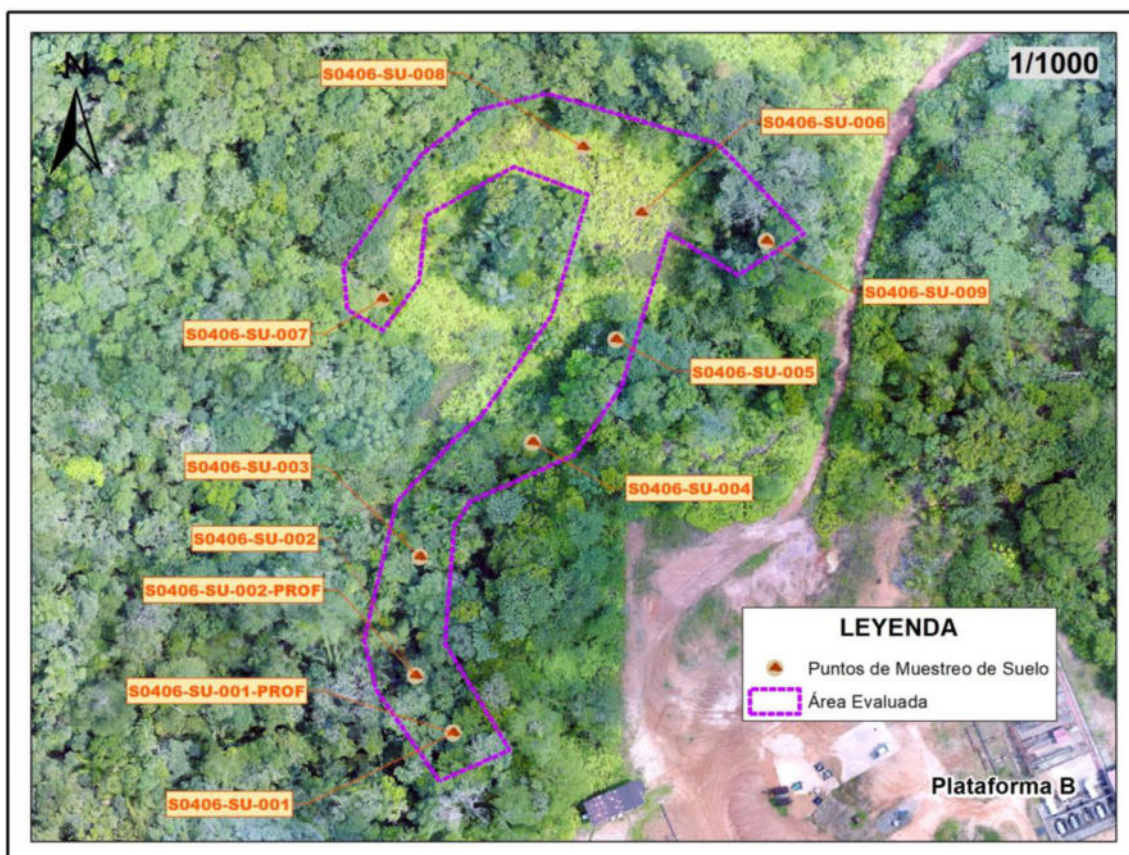 N
1/1000
S0406-SU-008
S0406-SU-006
S0406-SU-009
S0406-SU-007
S0406-SU-005
S0406-SU-003
S0406-SU-004
S0406-SU-002
S0406-SU-002-PROF
S0406-SU-001-PROF
S0406-SU-001
LEYENDA
Puntos de Muestreo de Suelo
Área Evaluada
Plataforma B